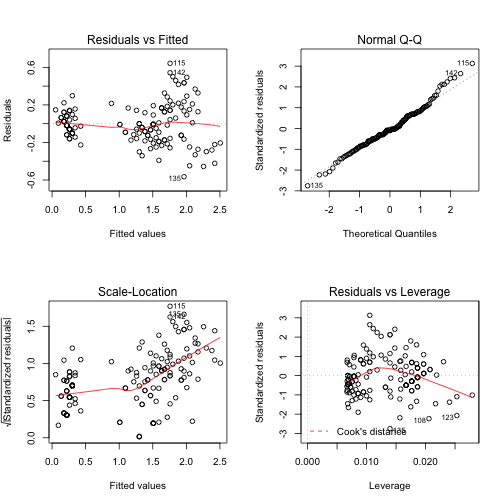 Residuals vs Fitted
Residuals
0.6
0.2
-0.2
-0.6
115
142
135
0.0 0.5 1.0 1.5 2.0 2.5
Fitted values
Normal Q-Q
Standardized residuals
3
2
1
0
-1
-2
-3
115
142
135
-2 -1 0 1 2
Theoretical Quantiles
Scale-Location
√|Standardized residuals|
1.5
1.0
0.5
0.0
115
135
142
0.0 0.5 1.0 1.5 2.0 2.5
Fitted values
Residuals vs Leverage
Standardized residuals
3
2
1
0
-1
-2
-3
108
123
135
Cook's distance
0.000 0.010 0.020
Leverage